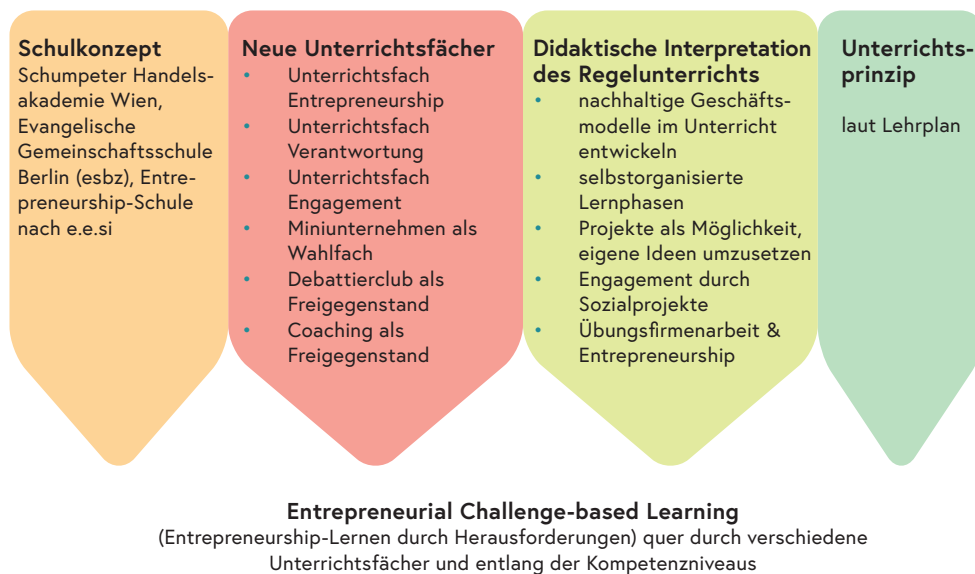 Schulkonzept
Schumpeter Handels-
akademie Wien,
Evangelische
Gemeinschaftsschule
Berlin (esbz), Entre-
preneurship-Schule
nach e.e.si
Neue Unterrichtsfächer
• Unterrichtsfach
Entrepreneurship
• Unterrichtsfach
Verantwortung
• Unterrichtsfach
Engagement
• Miniunternehmen als
Wahlfach
• Debattierclub als
Freigegenstand
• Coaching als
Freigegenstand
Didaktische Interpretation
des Regelunterrichts
• nachhaltige Geschäfts-
modelle im Unterricht
entwickeln
• selbstorganisierte
Lernphasen
• Projekte als Möglichkeit,
eigene Ideen umzusetzen
• Engagement durch
Sozialprojekte
• Übungsfirmenarbeit &
Entrepreneurship
Unterrichts-
prinzip
laut Lehrplan
Entrepreneurial Challenge-based Learning
(Entrepreneurship-Lernen durch Herausforderungen) quer durch verschiedene
Unterrichtsfächer und entlang der Kompetenzniveaus